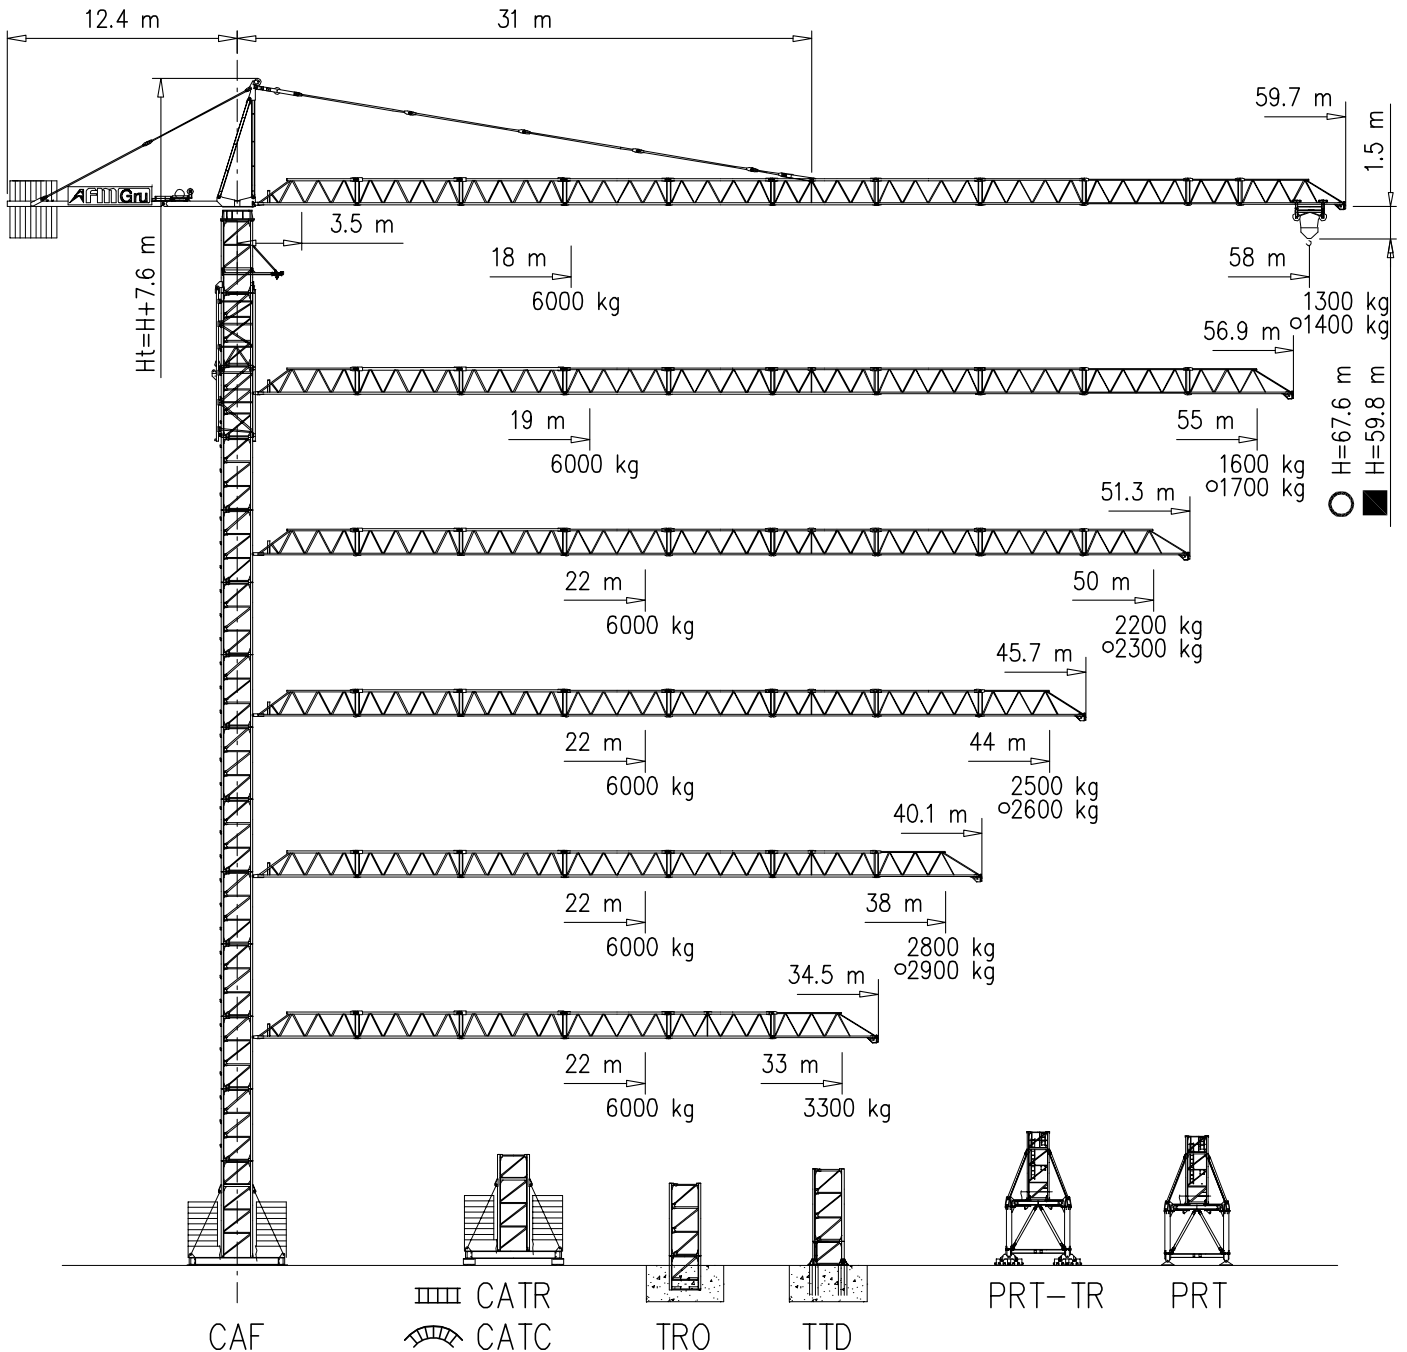 12.4 m
31 m
59.7 m
1.5 m
AFMGru
3.5 m
Ht=H+7.6 m
18 m
6000 kg
58 m
1300 kg
○1400 kg
56.9 m
19 m
6000 kg
55 m
1600 kg
○1700 kg
H=67.6 m
H=59.8 m
51.3 m
22 m
6000 kg
50 m
2200 kg
○2300 kg
45.7 m
22 m
6000 kg
44 m
2500 kg
○2600 kg
40.1 m
22 m
6000 kg
38 m
2800 kg
○2900 kg
34.5 m
22 m
6000 kg
33 m
3300 kg
CAF
CATR
CATC
TRO
TTD
PRT-TR
PRT